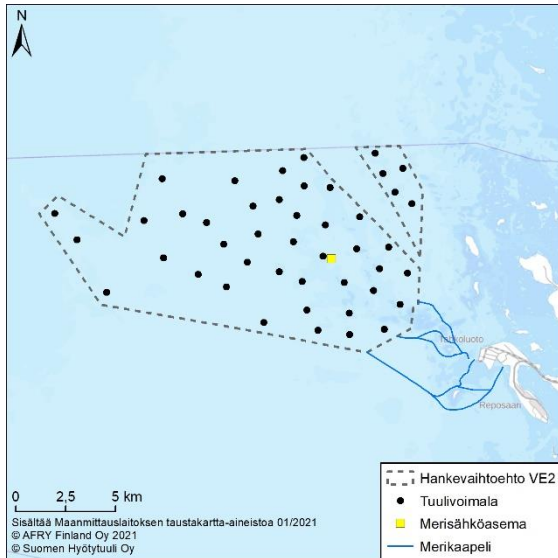 N
Tahkoluoto
Reposaari
0 2,5 5 km
Sisältää Maanmittauslaitoksen taustakartta-aineistoa 01/2021
© AFRY Finland Oy 2021
© Suomen Hyötytuuli Oy
Hankevaihtoehto VE2
Tuulivoimala
Merisähköasema
Merikaapeli